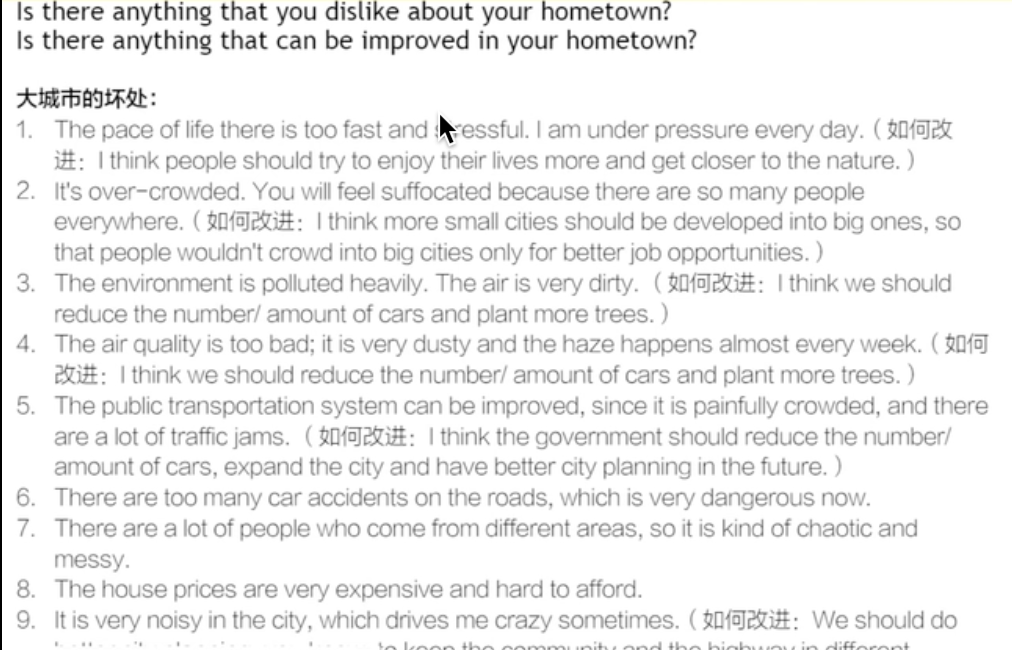 Is there anything that you dislike about your hometown?
Is there anything that can be improved in your hometown?
大城市的坏处：
1. The pace of life there is too fast and s ressful. I am under pressure every day.（如何改
进：I think people should try to enjoy their lives more and get closer to the nature.）
2. It's over-crowded. You will feel suffocated because there are so many people
everywhere.（如何改进：I think more small cities should be developed into big ones, so
that people wouldn't crowd into big cities only for better job opportunities.）
3. The environment is polluted heavily. The air is very dirty.（如何改进：I think we should
reduce the number/ amount of cars and plant more trees.）
4. The air quality is too bad; it is very dusty and the haze happens almost every week.（如何
改进：I think we should reduce the number/ amount of cars and plant more trees.）
5. The public transportation system can be improved, since it is painfully crowded, and there
are a lot of traffic jams.（如何改进：I think the government should reduce the number/
amount of cars, expand the city and have better city planning in the future.）
6. There are too many car accidents on the roads, which is very dangerous now.
7. There are a lot of people who come from different areas, so it is kind of chaotic and
messy.
8. The house prices are very expensive and hard to afford.
9. It is very noisy in the city, which drives me crazy sometimes.（如何改进：We should do
to keep the community and the highway in different